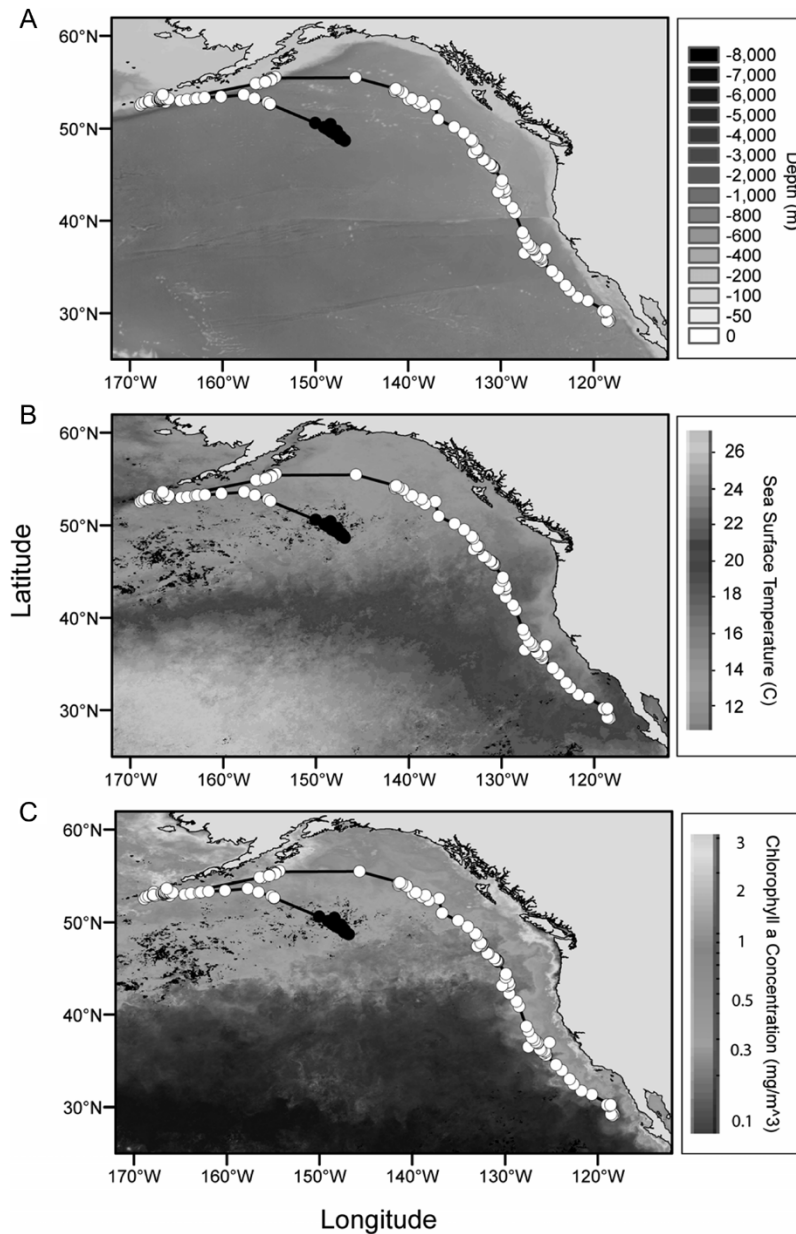 A
60°N
50°N
40°N
30°N
170°W 160°W 150°W 140°W 130°W 120°W
-8,000
-7,000
-6,000
-5,000
-4,000
-3,000
-2,000
-1,000
-800
-600
-400
-200
-100
-50
0
Depth (m)
B
60°N
50°N
40°N
30°N
170°W 160°W 150°W 140°W 130°W 120°W
Latitude
26
24
22
20
18
16
14
12
Sea Surface Temperature (C)
C
60°N
50°N
40°N
30°N
170°W 160°W 150°W 140°W 130°W 120°W
3
2
1
0.5
0.3
0.1
Chlorophyll a Concentration (mg/m^3)
Longitude